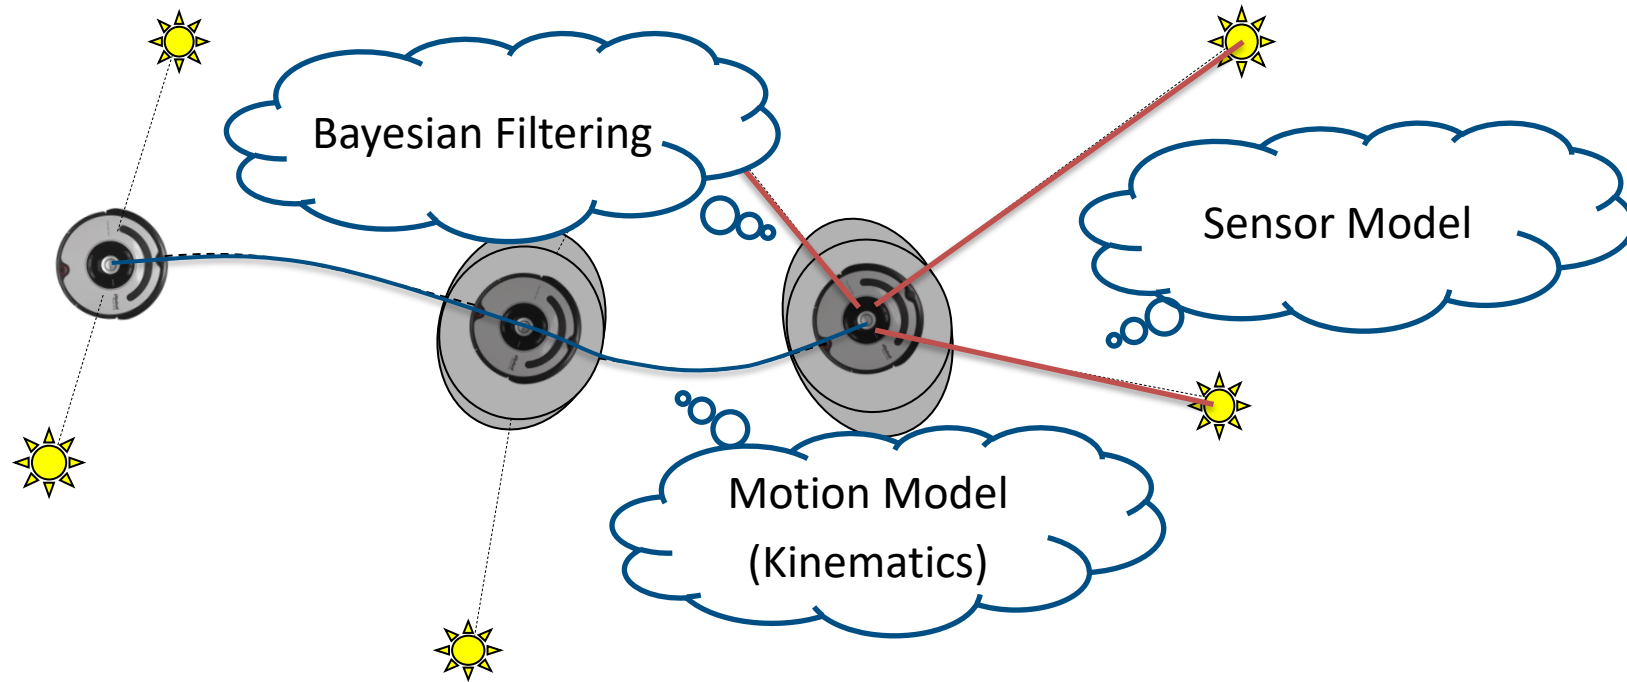 Bayesian Filtering
Sensor Model
Motion Model
(Kinematics)